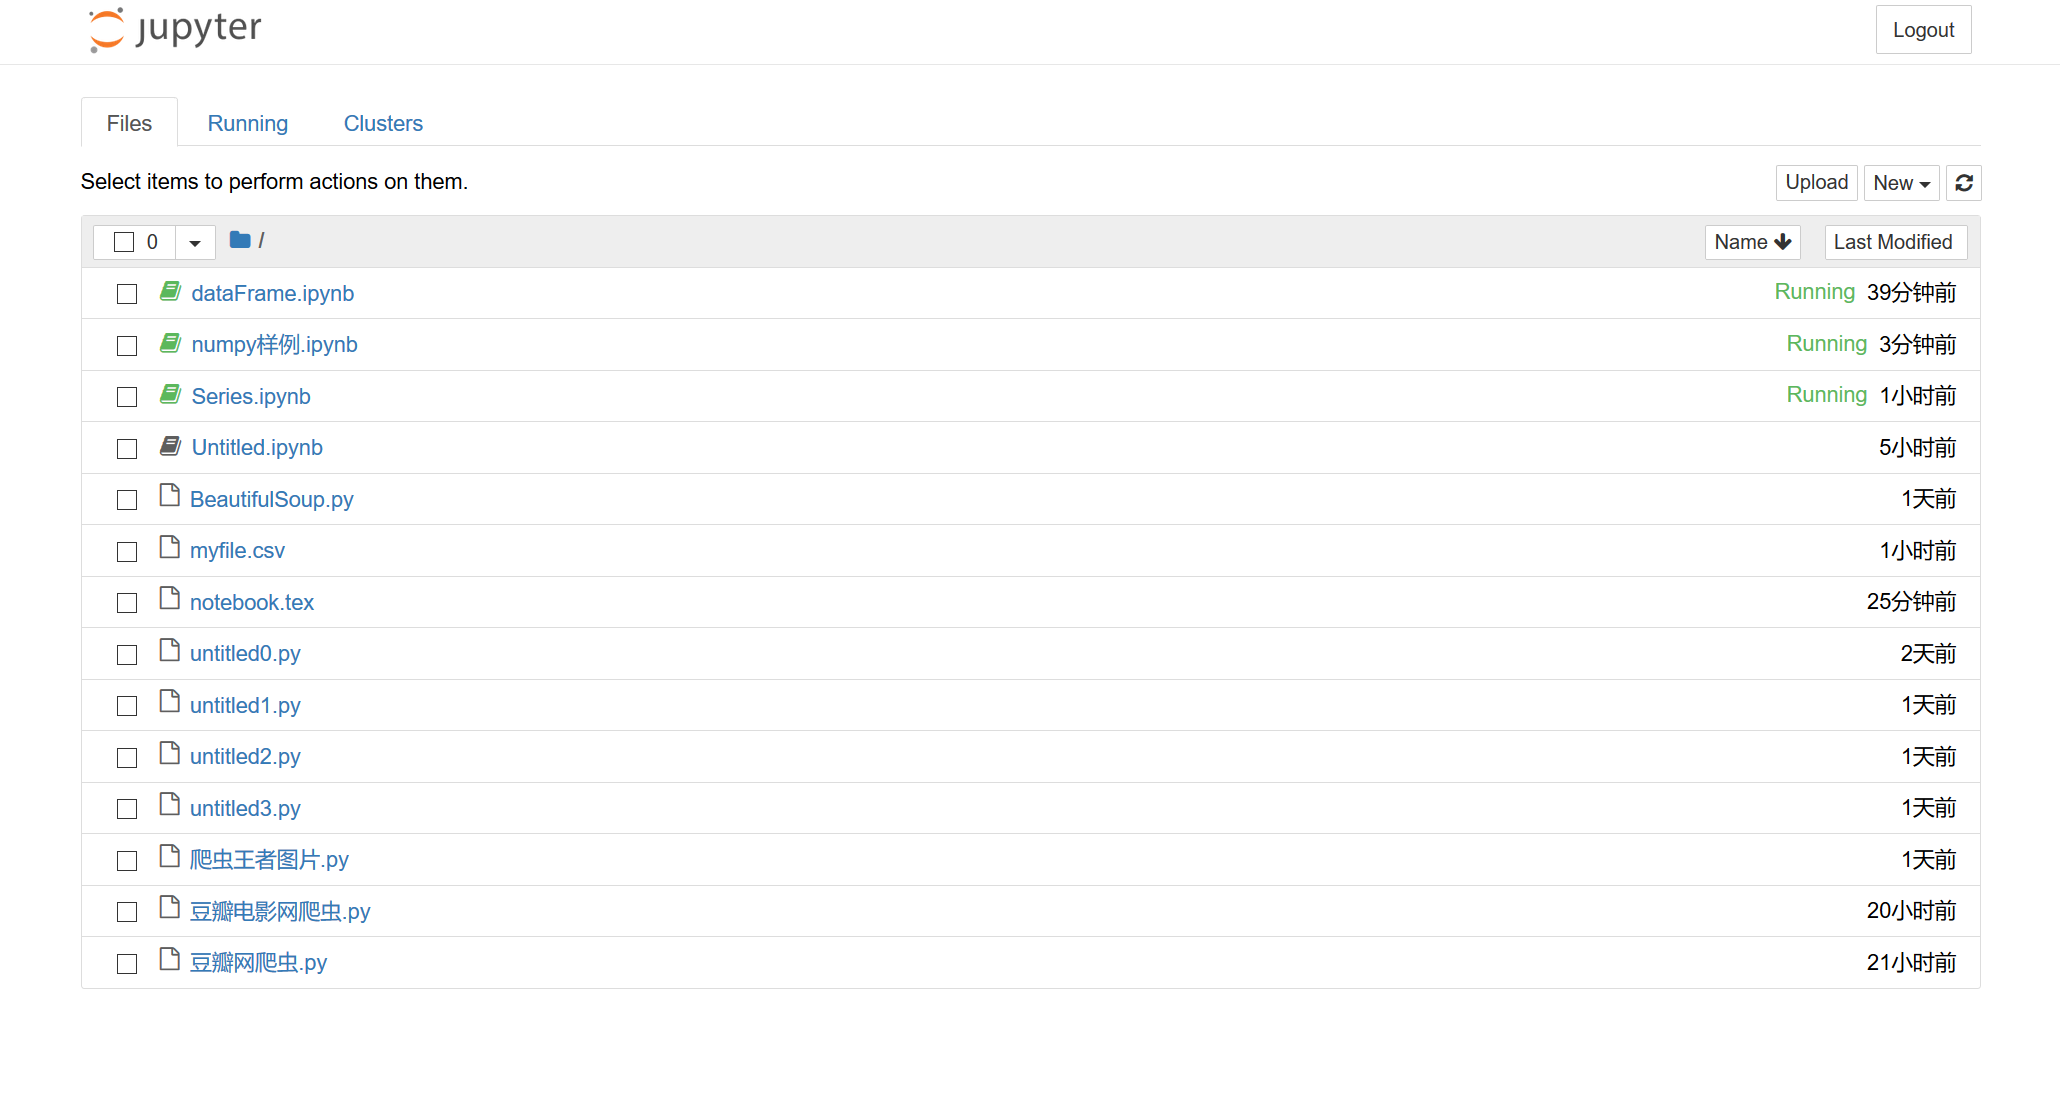 jupyter Logout
Files Running Clusters
Select items to perform actions on them. Upload New
0 / Name Last Modified
dataFrame.ipynb Running 39分钟前
numpy样例.ipynb Running 3分钟前
Series.ipynb Running 1小时前
Untitled.ipynb 5小时前
BeautifulSoup.py 1天前
myfile.csv 1小时前
notebook.tex 25分钟前
untitled0.py 2天前
untitled1.py 1天前
untitled2.py 1天前
untitled3.py 1天前
爬虫王者图片.py 1天前
豆瓣电影网爬虫.py 20小时前
豆瓣网爬虫.py 21小时前